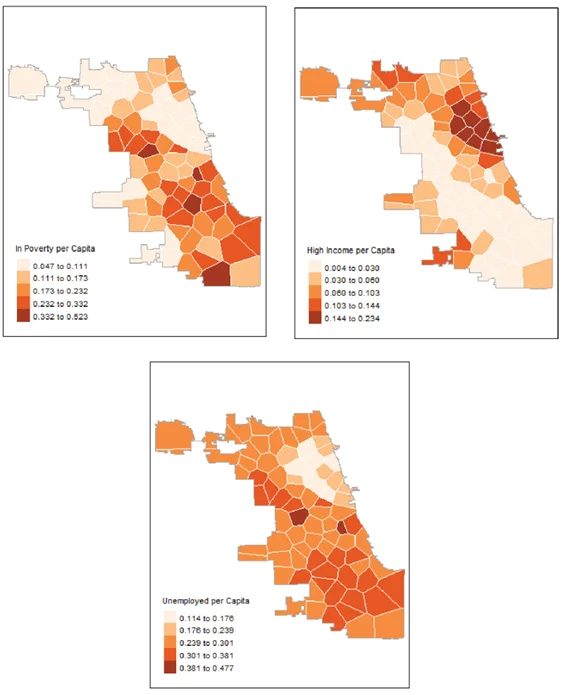 In Poverty per Capita
0.047 to 0.111
0.111 to 0.173
0.173 to 0.232
0.232 to 0.332
0.332 to 0.523
High Income per Capita
0.004 to 0.030
0.030 to 0.060
0.060 to 0.103
0.103 to 0.144
0.144 to 0.234
Unemployed per Capita
0.114 to 0.176
0.176 to 0.239
0.239 to 0.301
0.301 to 0.381
0.381 to 0.477